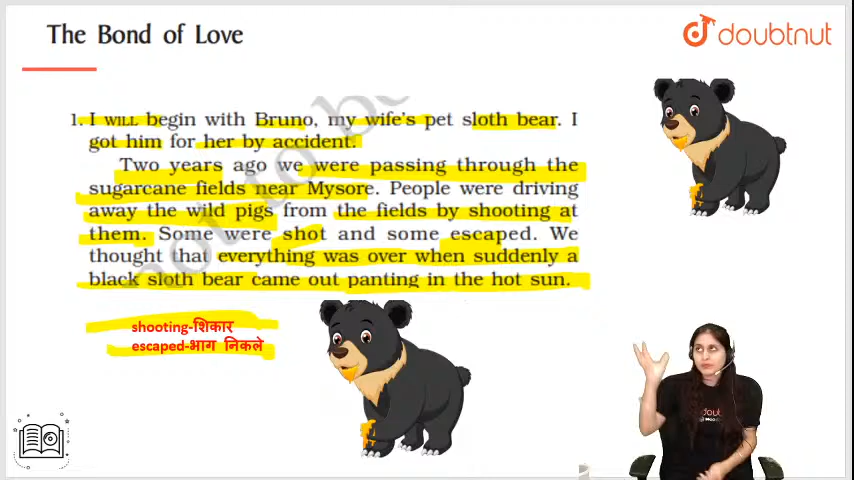 The Bond of Love
doubtnut
1. I WILL begin with Bruno, my wife's pet sloth bear. I
got him for her by accident.
Two years ago we were passing through the
sugarcane fields near Mysore. People were driving
away the wild pigs from the fields by shooting at
them. Some were shot and some escaped. We
thought that everything was over when suddenly a
black sloth bear came out panting in the hot sun.
shooting-शिकार
escaped-भाग निकले
not to be